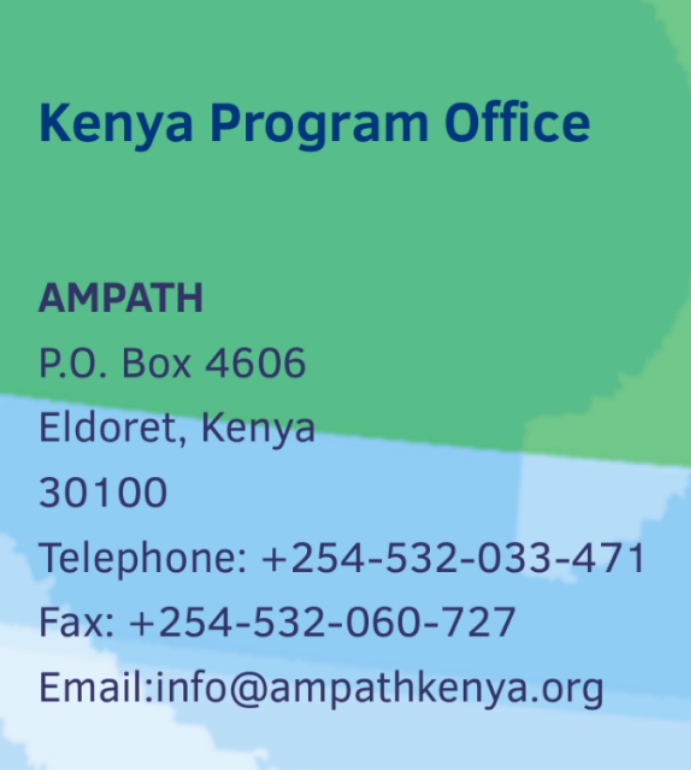 Kenya Program Office
AMPATH
P.O. Box 4606
Eldoret, Kenya
30100
Telephone: +254-532-033-471
Fax: +254-532-060-727
Email:info@ampathkenya.org